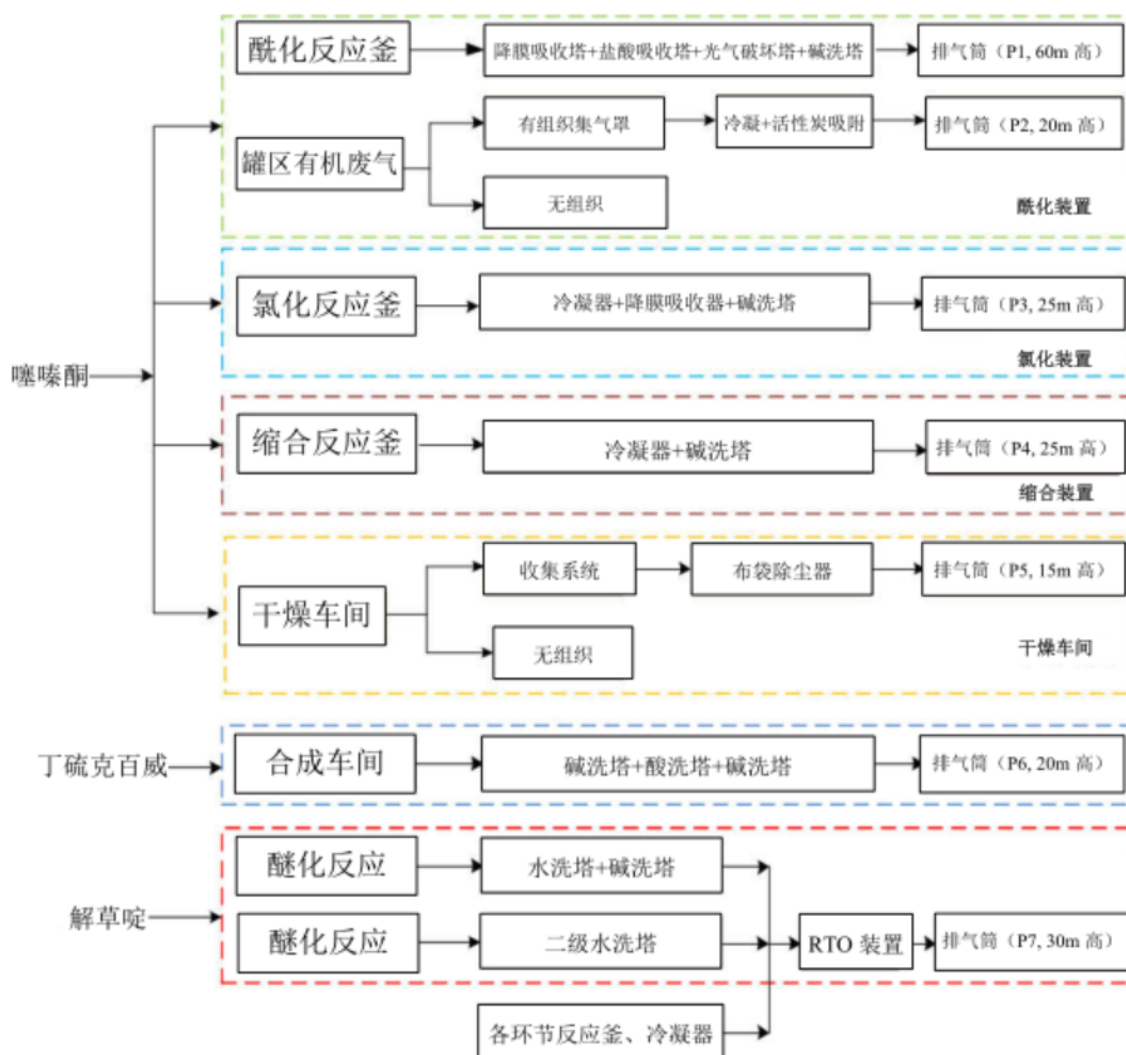 酰化反应釜
降膜吸收塔+盐酸吸收塔+光气破坏塔+碱洗塔
排气筒（P1, 60m 高）
罐区有机废气
有组织集气罩
冷凝+活性炭吸附
排气筒（P2, 20m 高）
无组织
酰化装置
噻嗪酮
氯化反应釜
冷凝器+降膜吸收器+碱洗塔
排气筒（P3, 25m 高）
氯化装置
缩合反应釜
冷凝器+碱洗塔
排气筒（P4, 25m 高）
缩合装置
干燥车间
收集系统
布袋除尘器
排气筒（P5, 15m 高）
无组织
干燥车间
丁硫克百威
合成车间
碱洗塔+酸洗塔+碱洗塔
排气筒（P6, 20m 高）
解草啶
醚化反应
水洗塔+碱洗塔
醚化反应
二级水洗塔
RTO 装置
排气筒（P7, 30m 高）
各环节反应釜、冷凝器